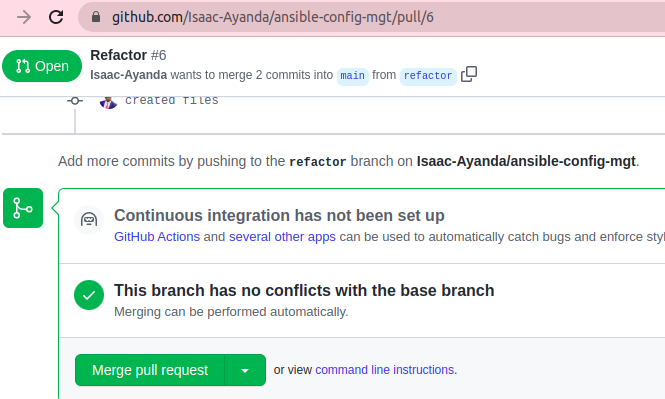 github.com/Isaac-Ayanda/ansible-config-mgt/pull/6
Open
Refactor #6
Isaac-Ayanda wants to merge 2 commits into main from refactor
created files
Add more commits by pushing to the refactor branch on Isaac-Ayanda/ansible-config-mgt.
Continuous integration has not been set up
GitHub Actions and several other apps can be used to automatically catch bugs and enforce styl
This branch has no conflicts with the base branch
Merging can be performed automatically.
Merge pull request
or view command line instructions.